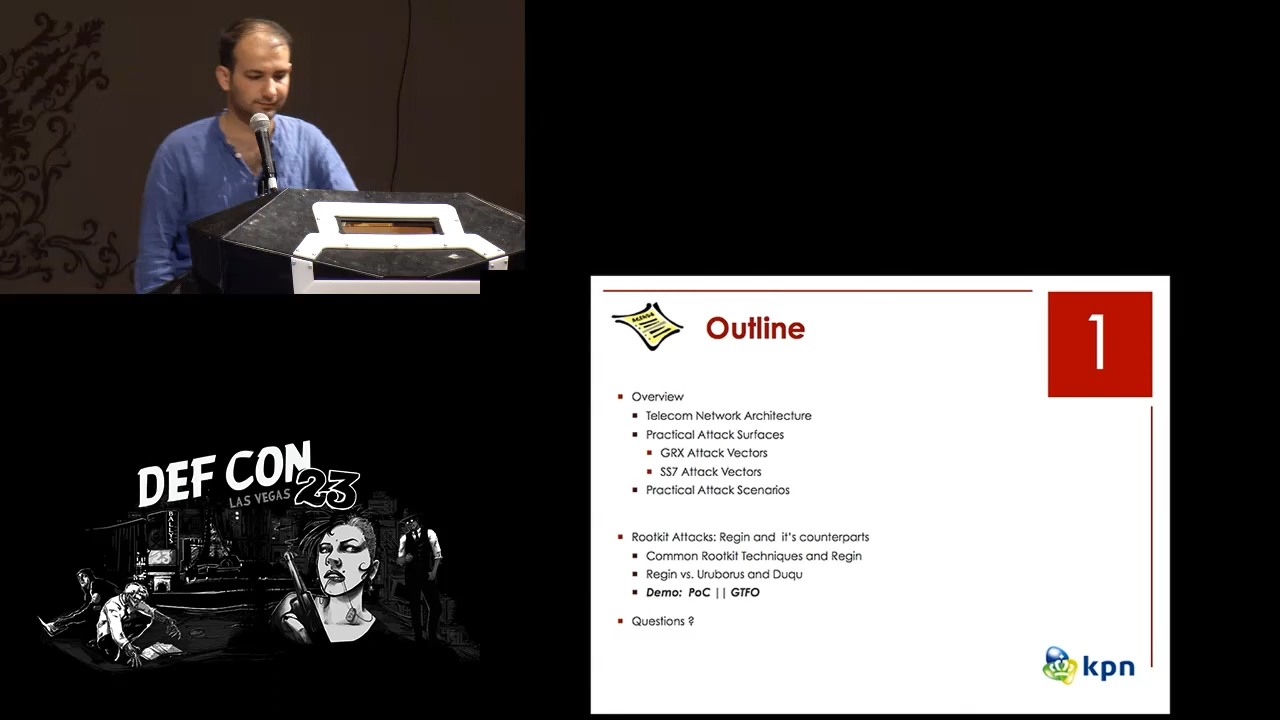 DEF CON
LAS VEGAS 23
BALLYS
Outline
1
Overview
Telecom Network Architecture
Practical Attack Surfaces
GRX Attack Vectors
SS7 Attack Vectors
Practical Attack Scenarios
Rootkit Attacks: Regin and it's counterparts
Common Rootkit Techniques and Regin
Regin vs. Uruborus and Duqu
Demo: PoC || GTFO
Questions ?
kpn